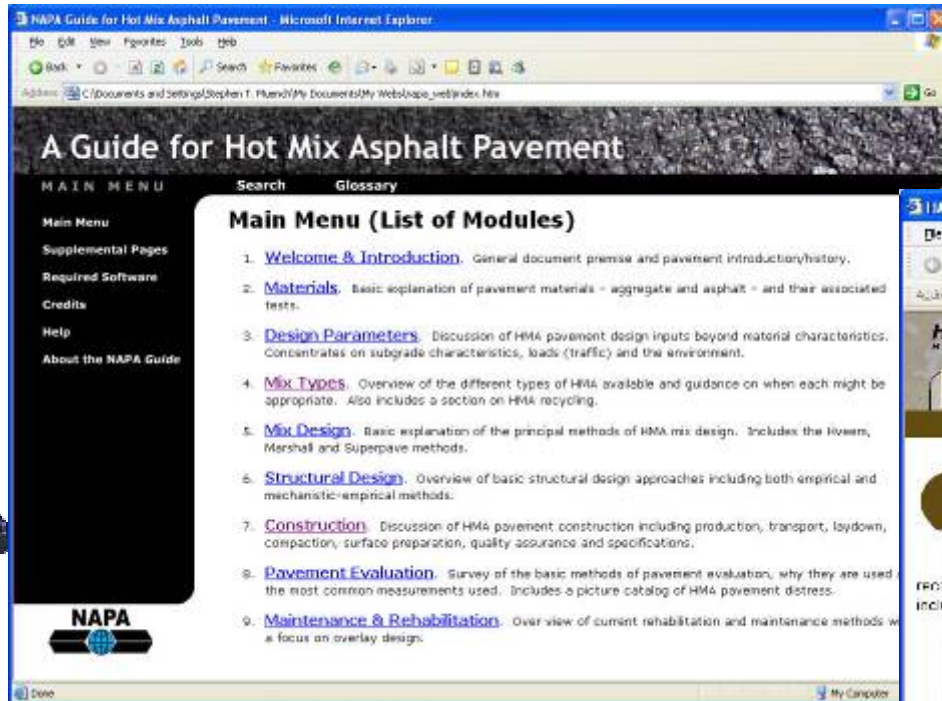 NAPA Guide for Hot Mix Asphalt Pavement - Microsoft Internet Explorer
File Edit View Favorites Tools Help
Back Search Favorites
Address C:\Documents and Settings\Stephen T. Muench\My Documents\My Webs\napa_web\index.htm Go
A Guide for Hot Mix Asphalt Pavement
MAIN MENU Search Glossary
Main Menu
Supplemental Pages
Required Software
Credits
Help
About the NAPA Guide
NAPA
Main Menu (List of Modules)
1. Welcome & Introduction. General document premise and pavement introduction/history.
2. Materials. Basic explanation of pavement materials – aggregate and asphalt – and their associated
tests.
3. Design Parameters. Discussion of HMA pavement design inputs beyond material characteristics.
Concentrates on subgrade characteristics, loads (traffic) and the environment.
4. Mix Types. Overview of the different types of HMA available and guidance on when each might be
appropriate. Also includes a section on HMA recycling.
5. Mix Design. Basic explanation of the principal methods of HMA mix design. Includes the Hveem,
Marshall and Superpave methods.
6. Structural Design. Overview of basic structural design approaches including both empirical and
mechanistic-empirical methods.
7. Construction. Discussion of HMA pavement construction including production, transport, laydown,
compaction, surface preparation, quality assurance and specifications.
8. Pavement Evaluation. Survey of the basic methods of pavement evaluation, why they are used
the most common measurements used. Includes a picture catalog of HMA pavement distress.
9. Maintenance & Rehabilitation. Over view of current rehabilitation and maintenance methods w
a focus on overlay design.
Done My Computer